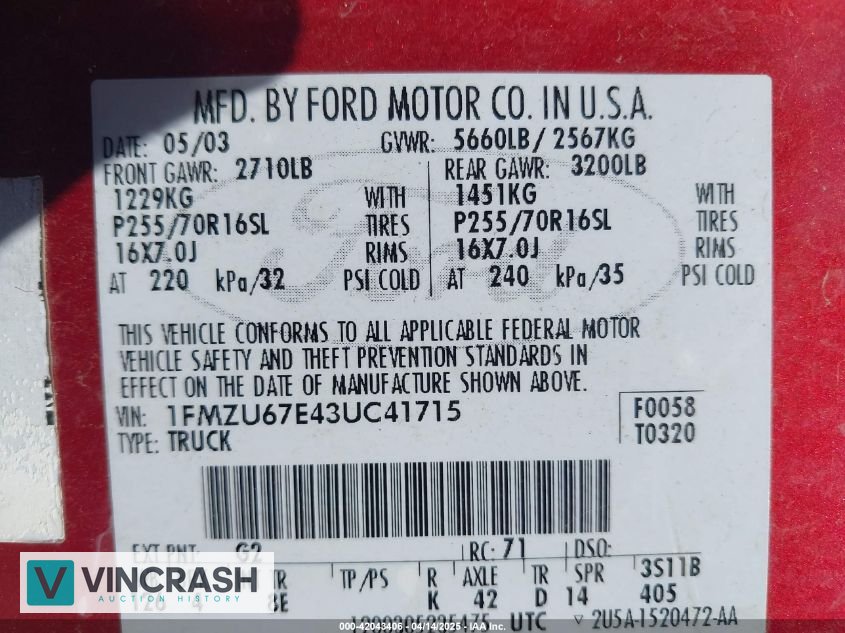 MFD. BY FORD MOTOR CO. IN U.S.A.
DATE: 05/03 GVWR: 5660LB/ 2567KG
FRONT GAWR: 2710LB REAR GAWR: 3200LB
1229KG WITH 1451KG WITH
P255/70R16SL TIRES P255/70R16SL TIRES
16X7.0J RIMS 16X7.0J RIMS
AT 220 kPa/32 PSI COLD AT 240 kPa/35 PSI COLD
Ford
THIS VEHICLE CONFORMS TO ALL APPLICABLE FEDERAL MOTOR
VEHICLE SAFETY AND THEFT PREVENTION STANDARDS IN
EFFECT ON THE DATE OF MANUFACTURE SHOWN ABOVE.
VIN: 1FMZU67E43UC41715 F0058
TYPE: TRUCK T0320
EXT PNT: G2 RC: 71 DSO:
TR TP/PS R AXLE TR SPR 3S11B
K 42 D 14 405
UTC 2U5A-1520472-AA
VINCRASH
000-42043406 - 04/14/2025 - IAA, Inc.